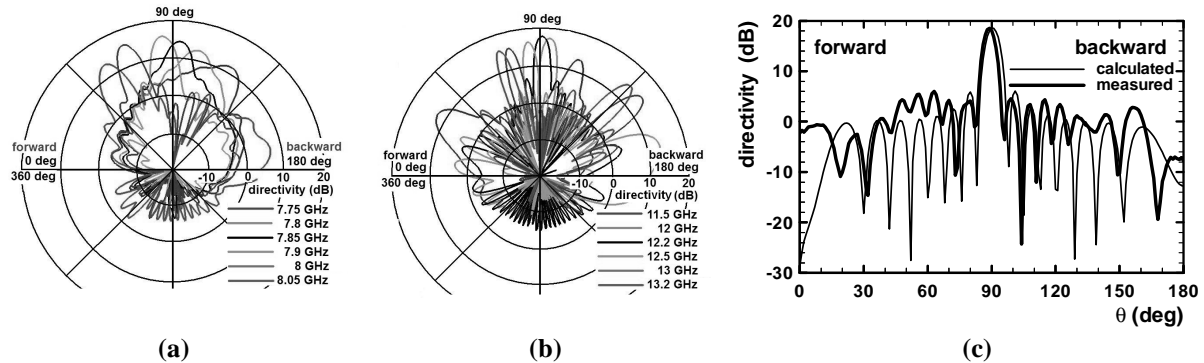 90 deg
forward
0 deg
360 deg
backward
180 deg
-10 0 10 20
directivity (dB)
7.75 GHz
7.8 GHz
7.85 GHz
7.9 GHz
8 GHz
8.05 GHz
(a)
90 deg
forward
0 deg
360 deg
backward
180 deg
-10 0 10 20
directivity (dB)
11.5 GHz
12 GHz
12.2 GHz
12.5 GHz
13 GHz
13.2 GHz
(b)
directivity (dB)
20
10
0
-10
-20
-30
forward
backward
calculated
measured
0 30 60 90 120 150 180
θ (deg)
(c)